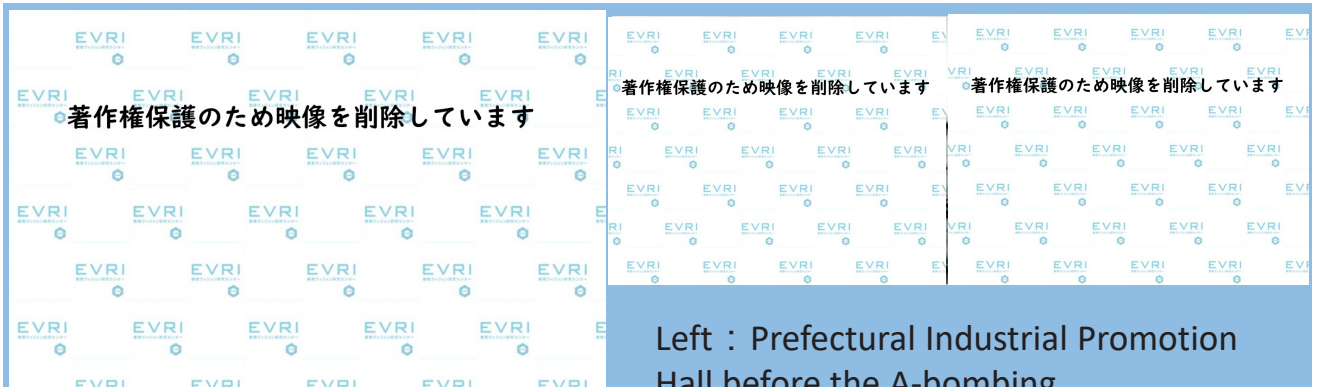 著作権保護のため映像を削除しています
著作権保護のため映像を削除しています
著作権保護のため映像を削除しています
EVRI
Left：Prefectural Industrial Promotion
Hall before the A-bombing